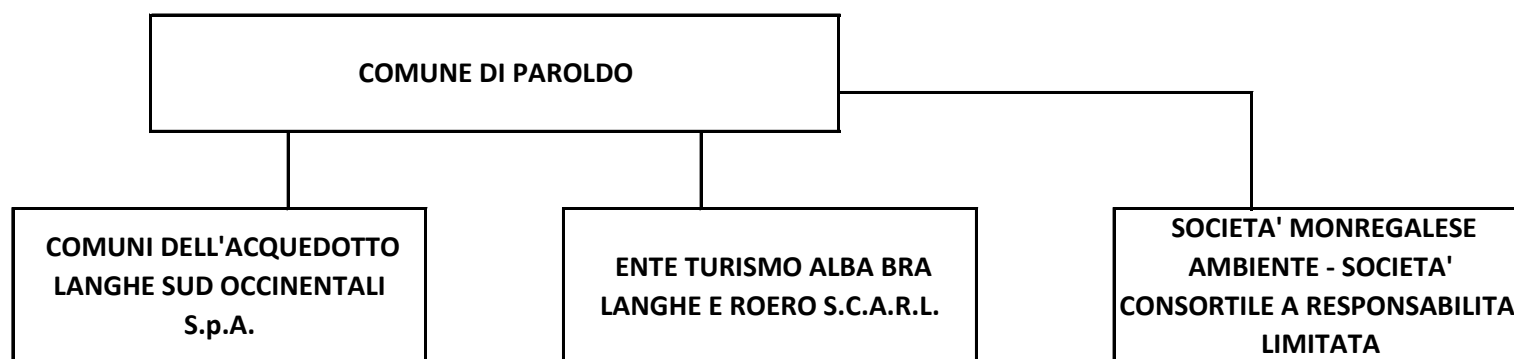 COMUNE DI PAROLDO
COMUNI DELL'ACQUEDOTTO
LANGHE SUD OCCINENTALI
S.p.A.
ENTE TURISMO ALBA BRA
LANGHE E ROERO S.C.A.R.L.
SOCIETA' MONREGALESE
AMBIENTE - SOCIETA'
CONSORTILE A RESPONSABILITA
LIMITATA